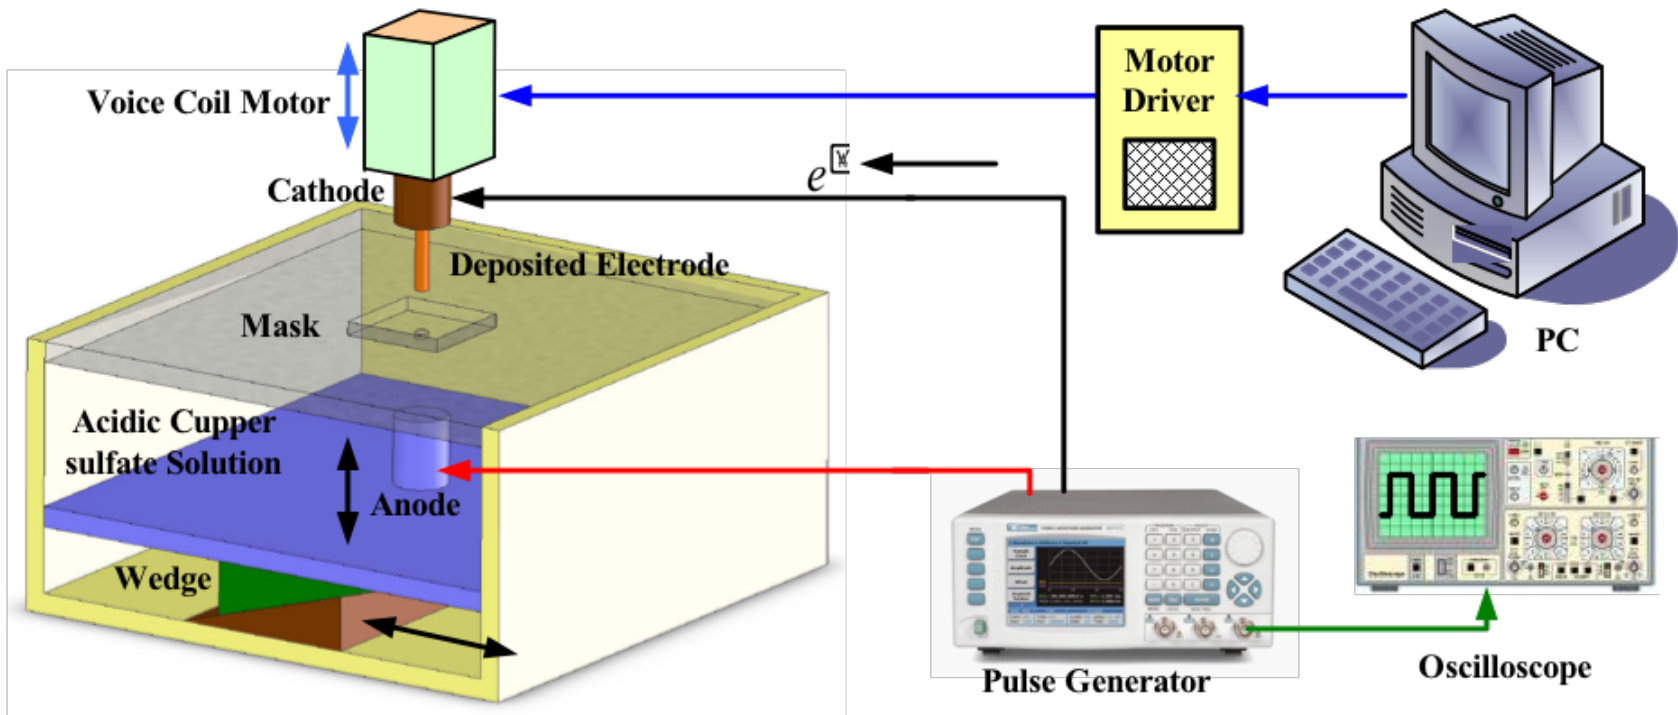 Motor
Driver
Voice Coil Motor
e
Cathode
Deposited Electrode
Mask
PC
Acidic Cupper
sulfate Solution
Anode
Wedge
Pulse Generator
Oscilloscope